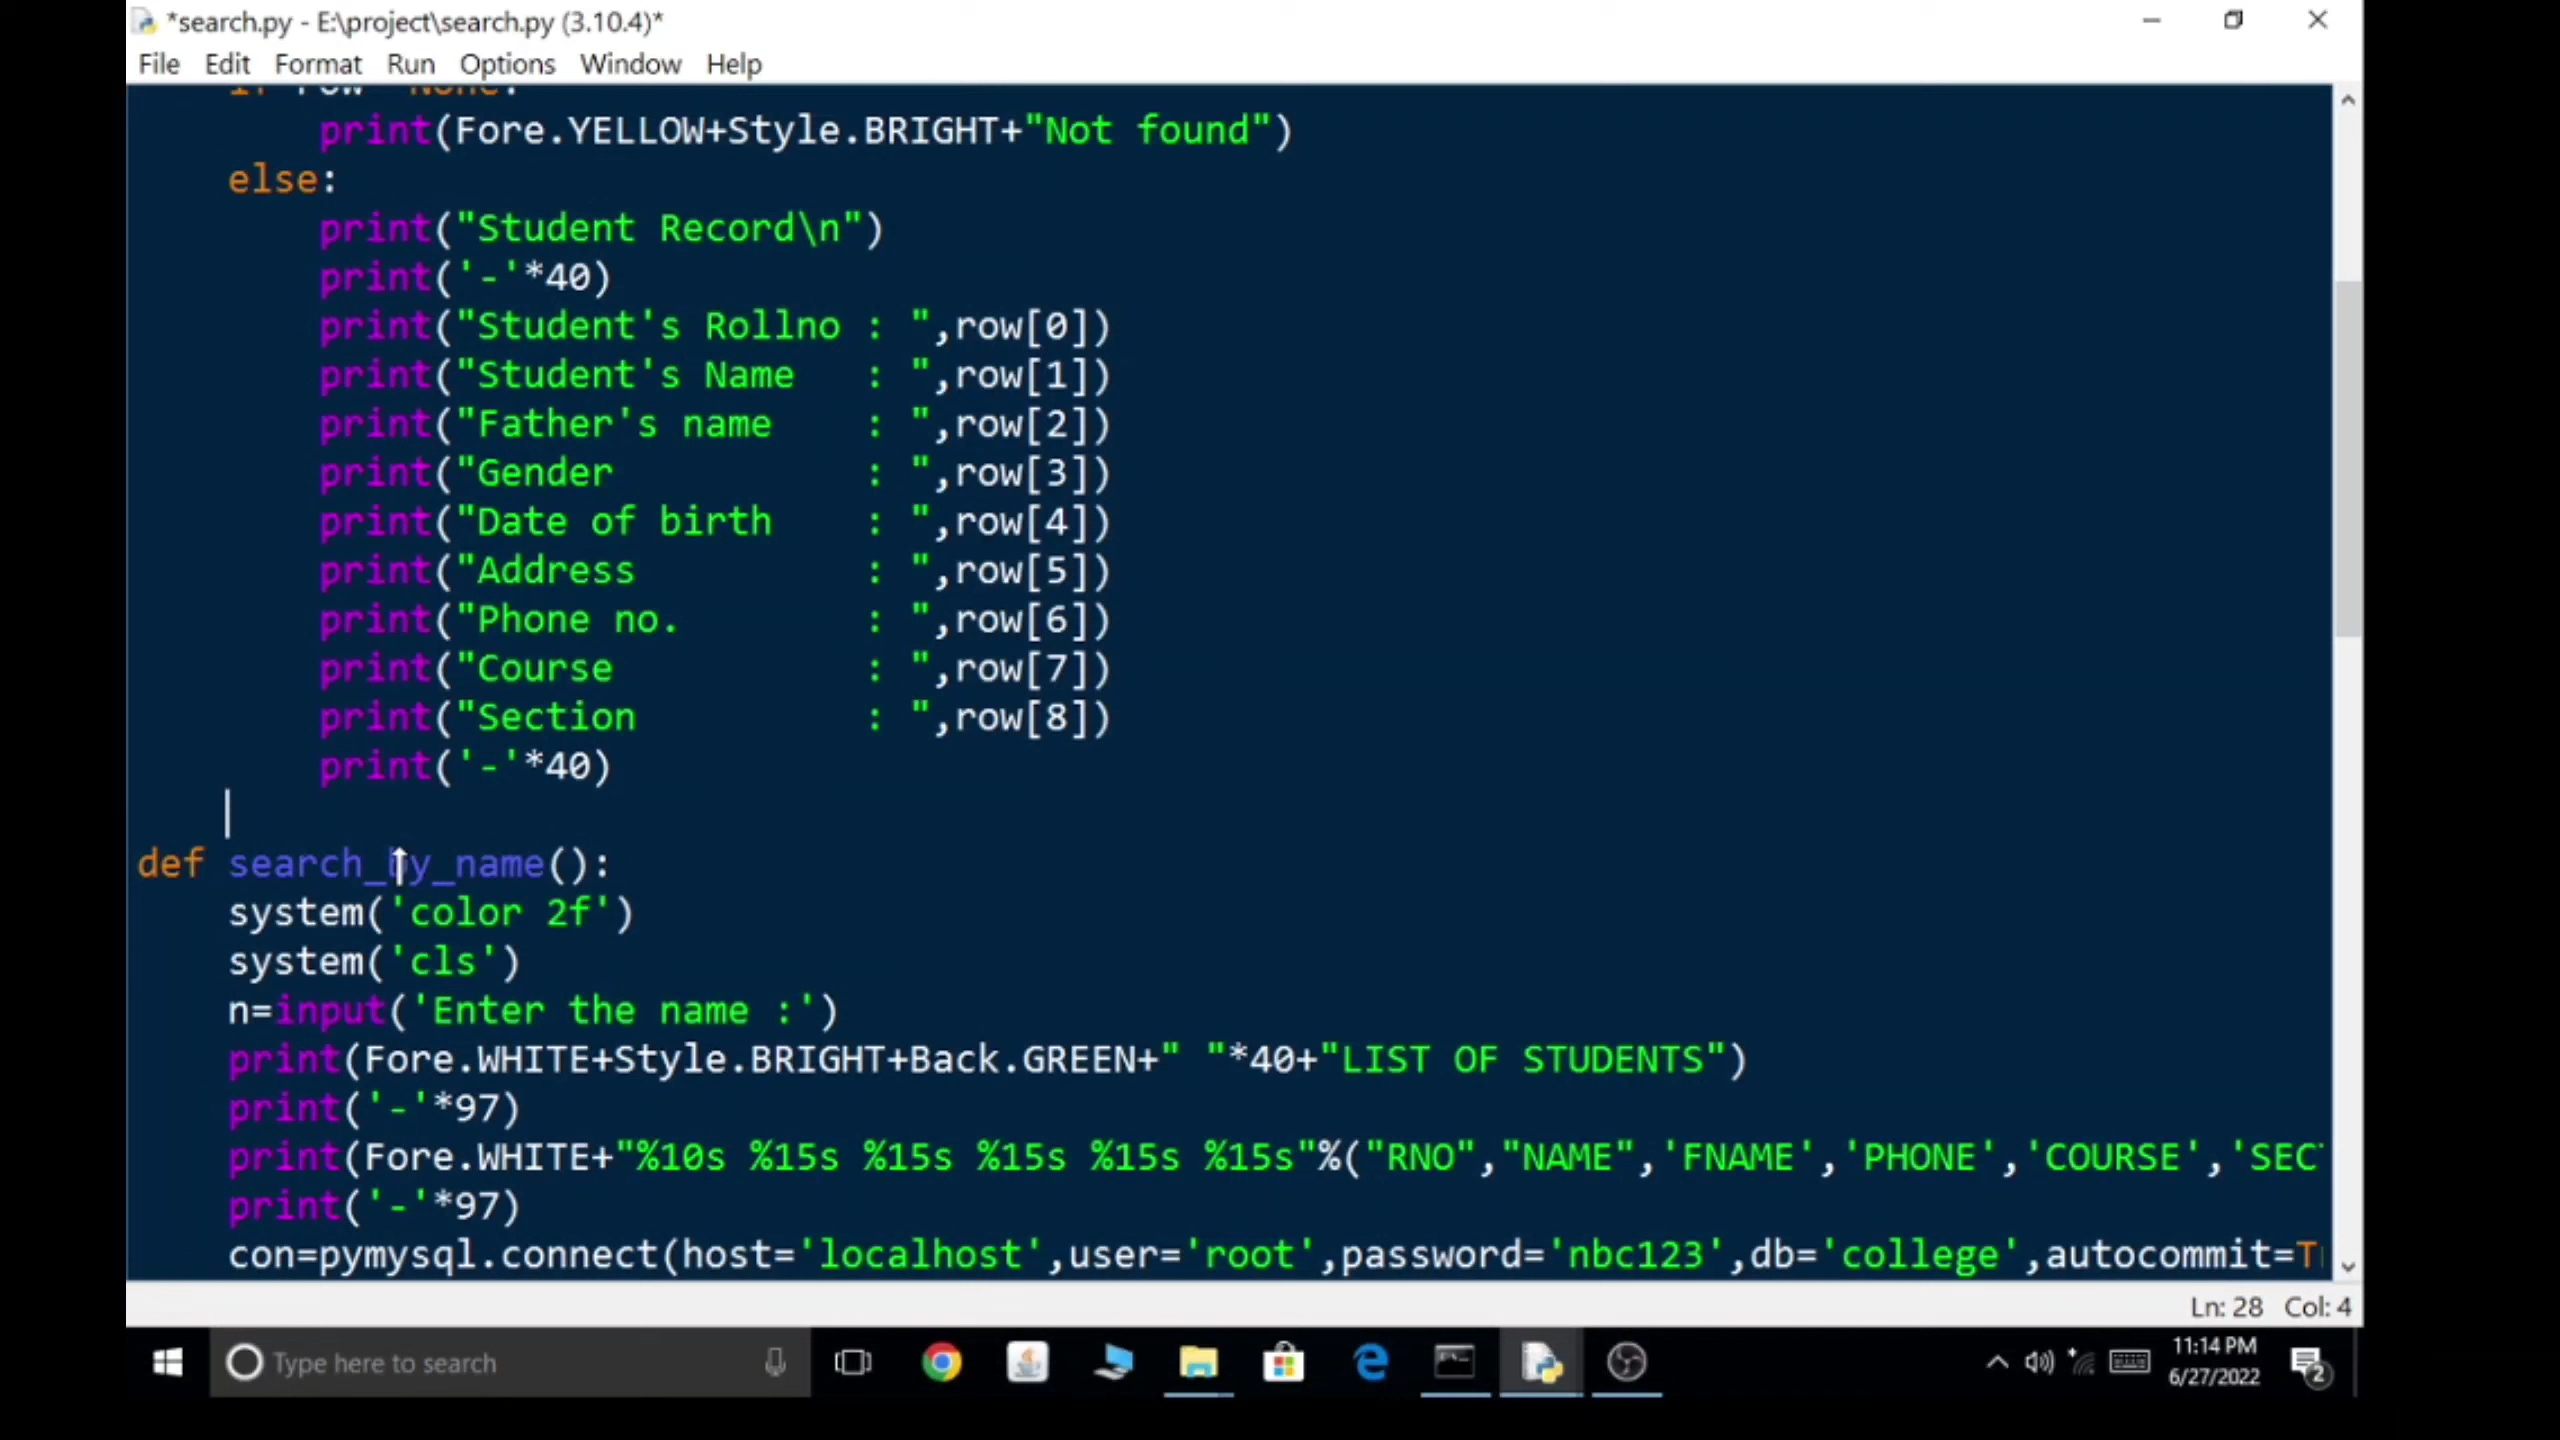 *search.py - E:\project\search.py (3.10.4)*
File Edit Format Run Options Window Help
print(Fore.YELLOW+Style.BRIGHT+"Not found")
else:
print("Student Record\n")
print('-'*40)
print("Student's Rollno : ",row[0])
print("Student's Name   : ",row[1])
print("Father's name    : ",row[2])
print("Gender           : ",row[3])
print("Date of birth    : ",row[4])
print("Address          : ",row[5])
print("Phone no.        : ",row[6])
print("Course           : ",row[7])
print("Section          : ",row[8])
print('-'*40)
def search_by_name():
system('color 2f')
system('cls')
n=input('Enter the name :')
print(Fore.WHITE+Style.BRIGHT+Back.GREEN+" "*40+"LIST OF STUDENTS")
print('-'*97)
print(Fore.WHITE+"%10s %15s %15s %15s %15s %15s"%("RNO","NAME",'FNAME','PHONE','COURSE','SEC
print('-'*97)
con=pymysql.connect(host='localhost',user='root',password='nbc123',db='college',autocommit=T
Ln: 28 Col: 4
Type here to search
11:14 PM
6/27/2022
2